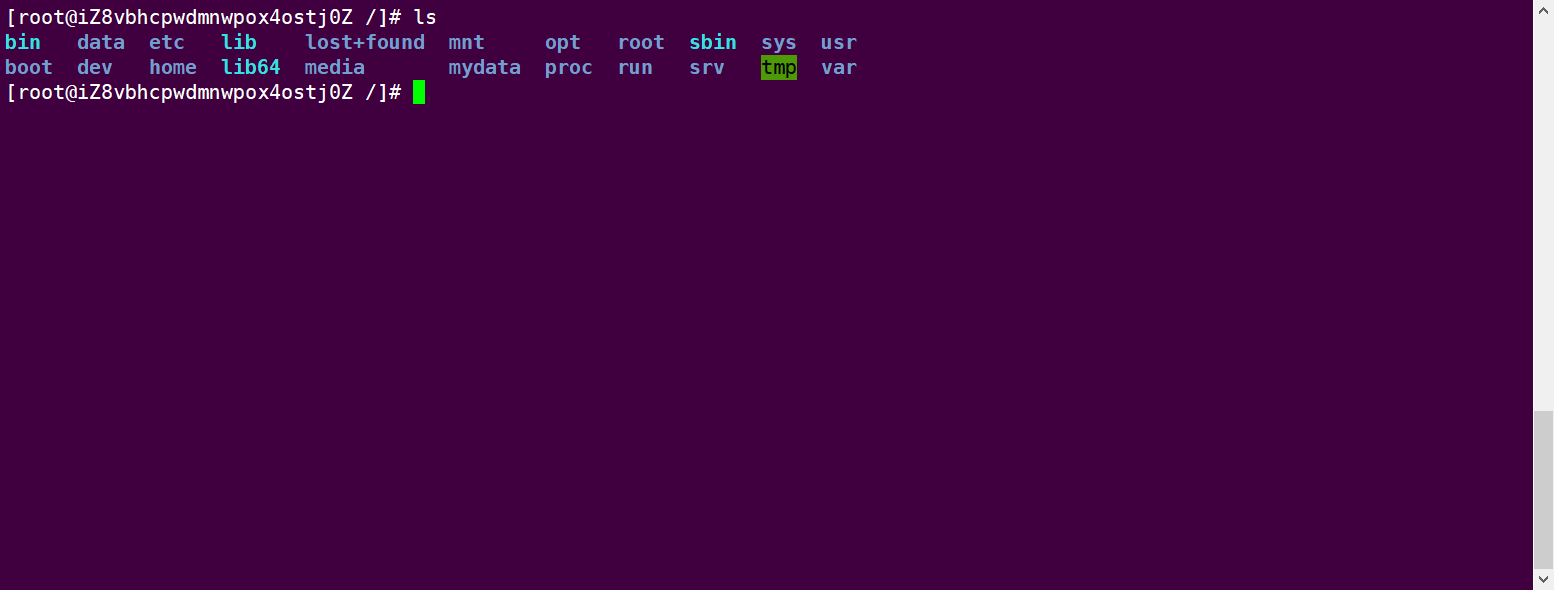 [root@iZ8vbhcpwdmnwpox4ostj0Z /]# ls
bin   data  etc   lib    lost+found  mnt     opt   root  sbin  sys  usr
boot  dev   home  lib64  media       mydata  proc  run   srv   tmp  var
[root@iZ8vbhcpwdmnwpox4ostj0Z /]#